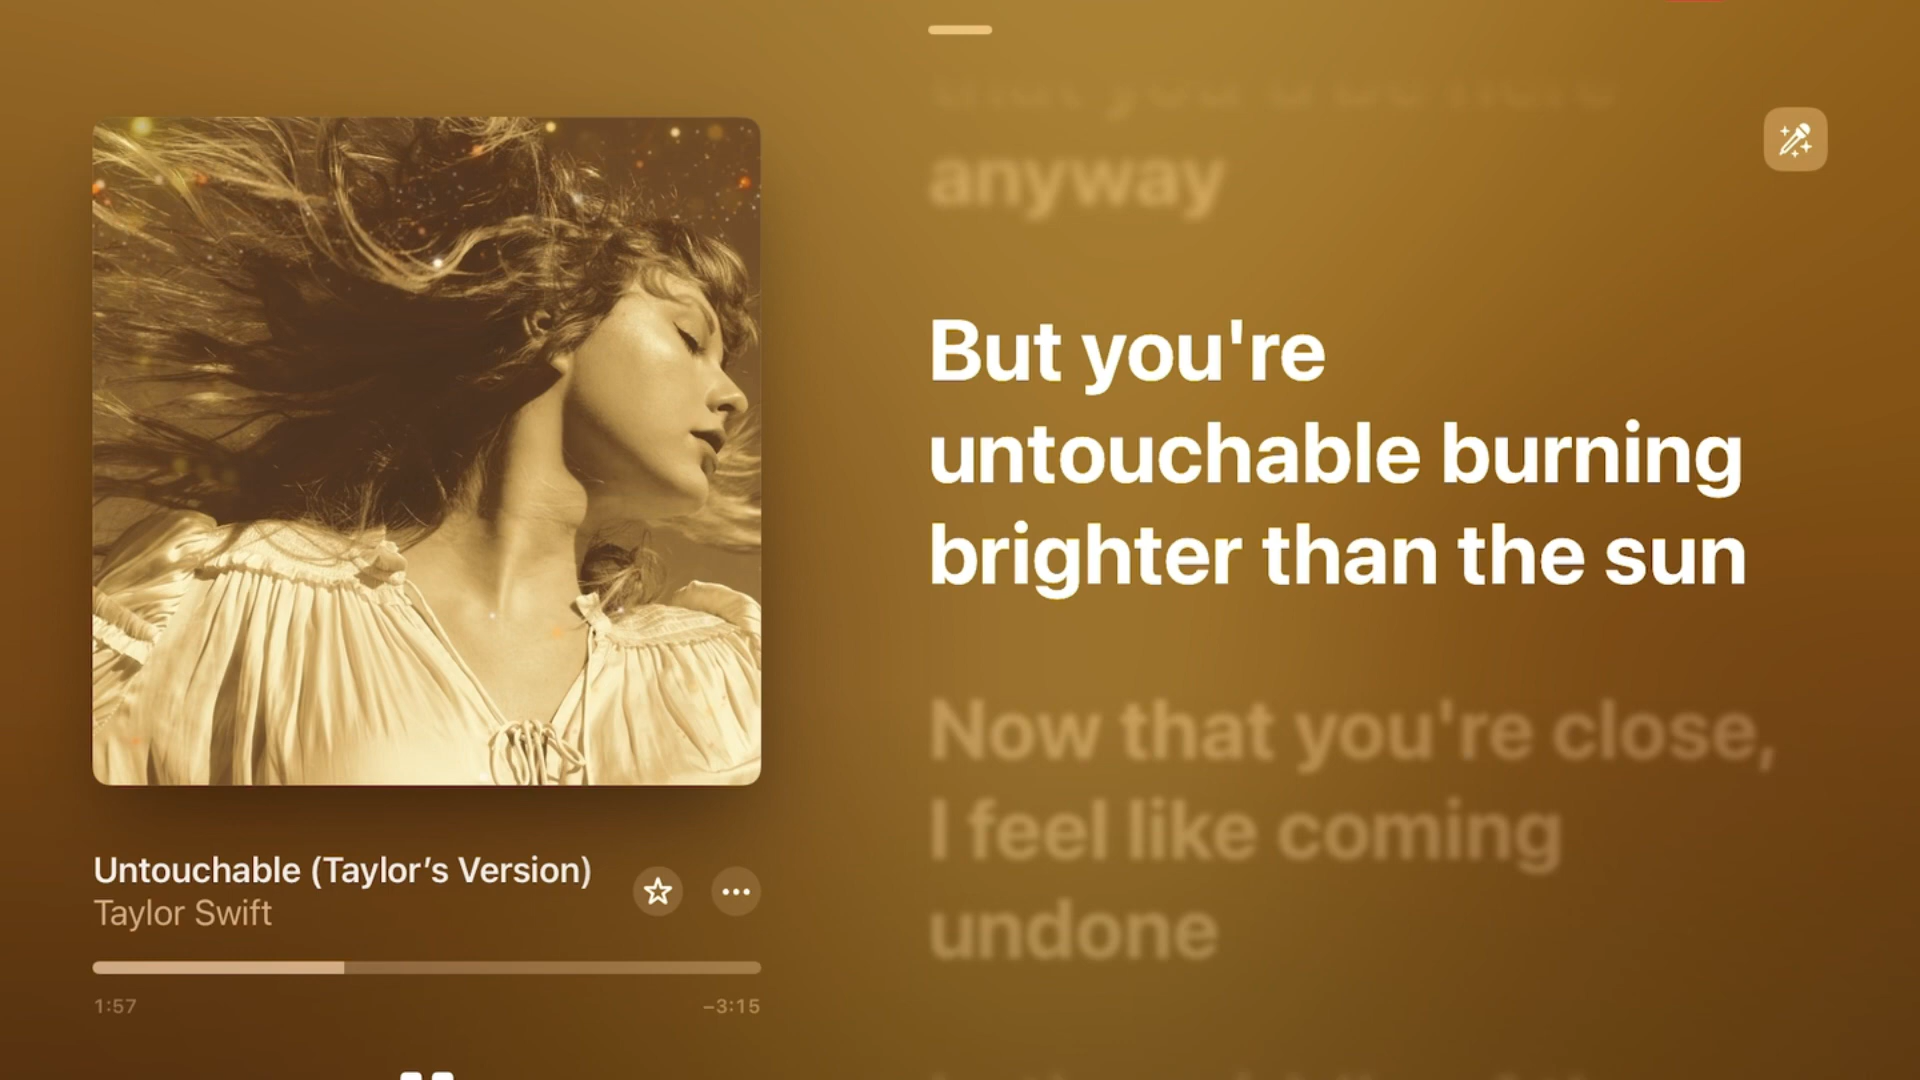 anyway
But you're
untouchable burning
brighter than the sun
Now that you're close,
I feel like coming
undone
Untouchable (Taylor’s Version)
Taylor Swift
1:57
–3:15